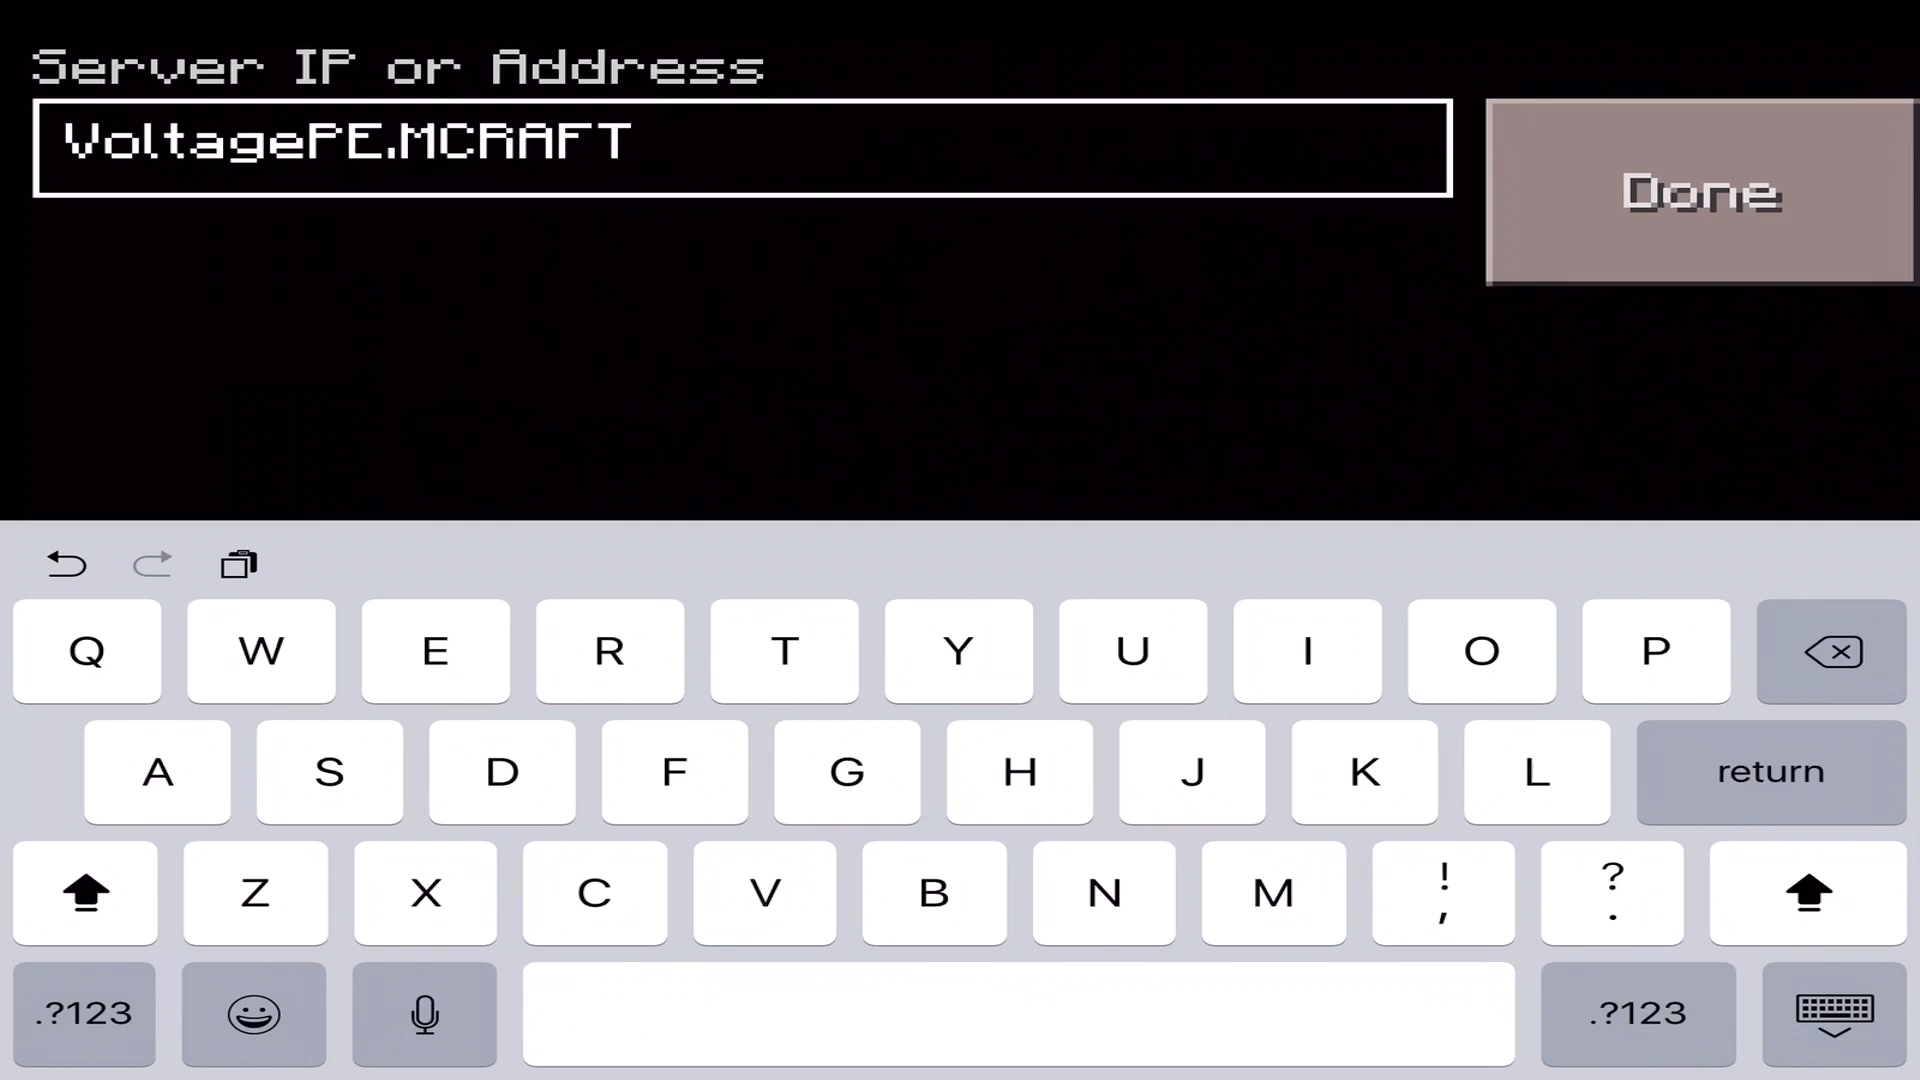 Server IP or Address
VoltagePE.MCRAFT
Done
Q W E R T Y U I O P
A S D F G H J K L return
Z X C V B N M ! , ? .
.?123 .?123